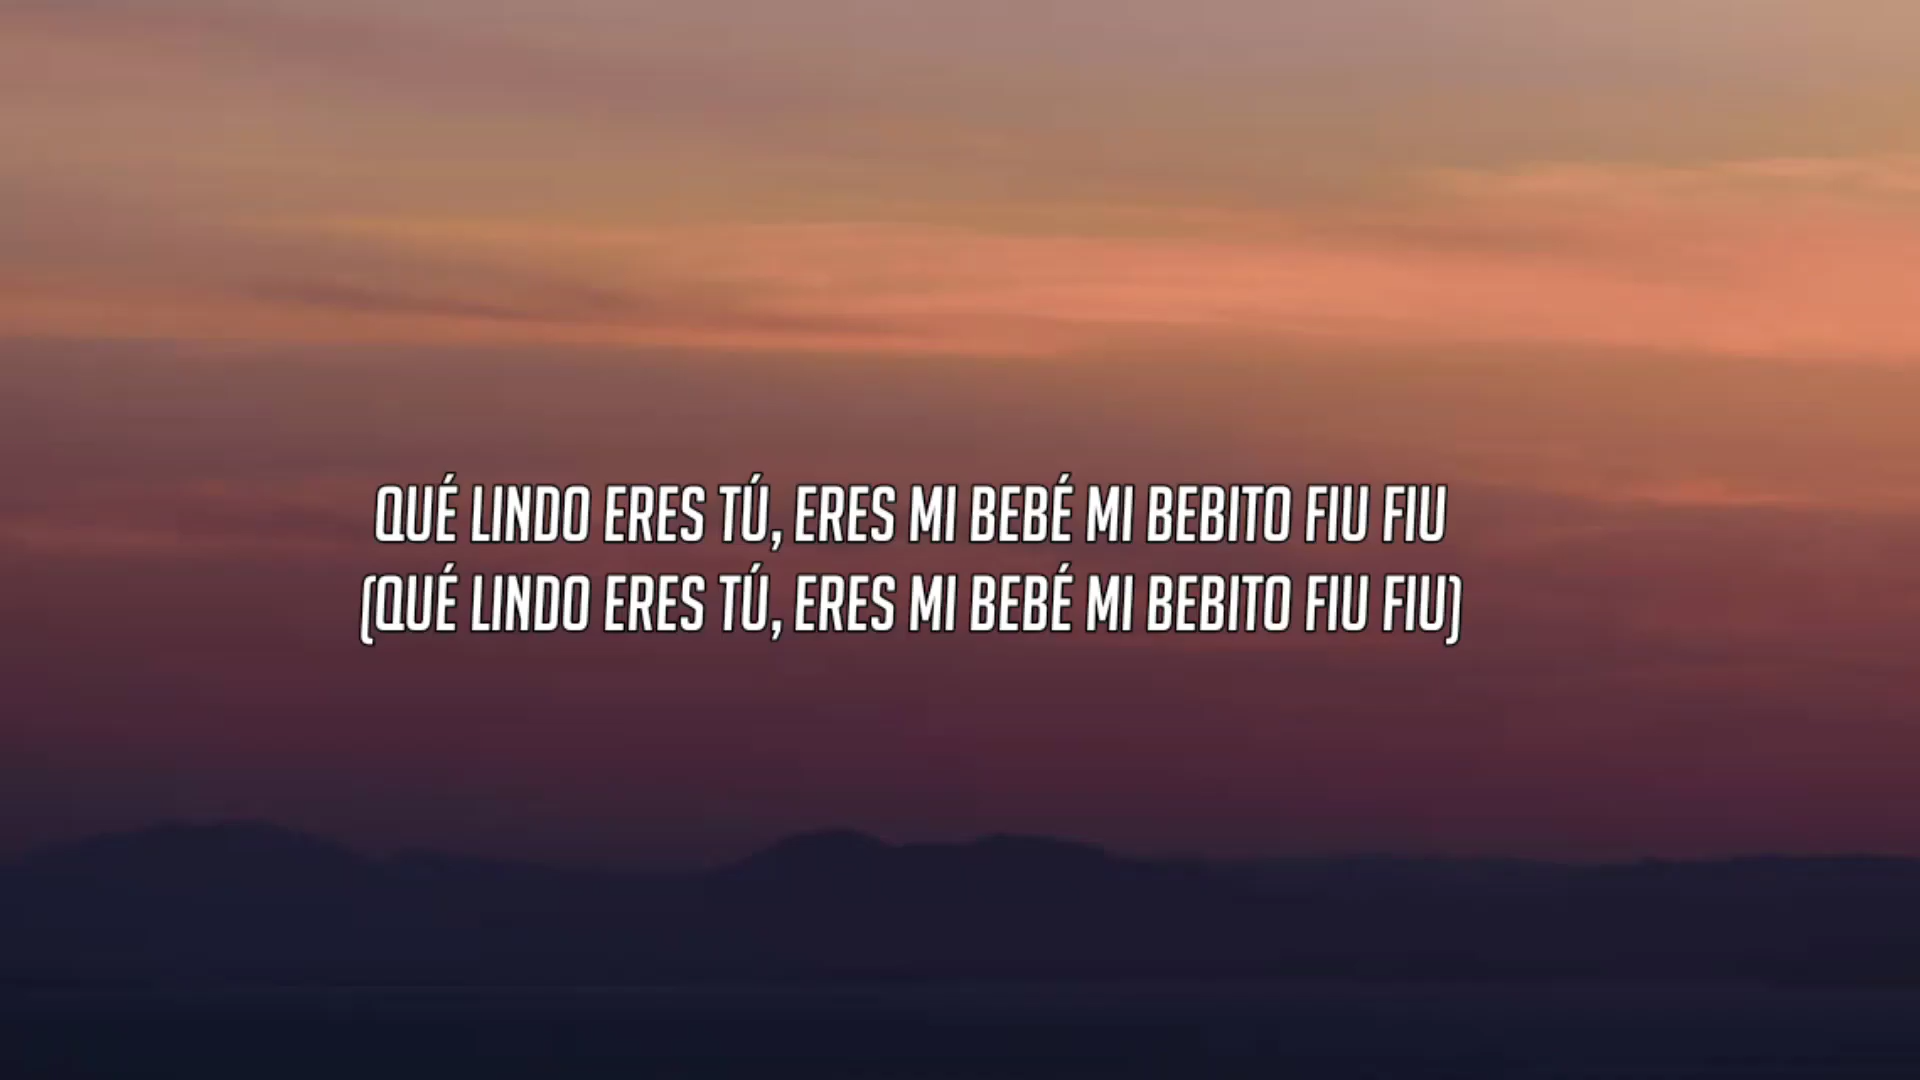 QUÉ LINDO ERES TÚ, ERES MI BEBÉ MI BEBITO FIU FIU
(QUÉ LINDO ERES TÚ, ERES MI BEBÉ MI BEBITO FIU FIU)